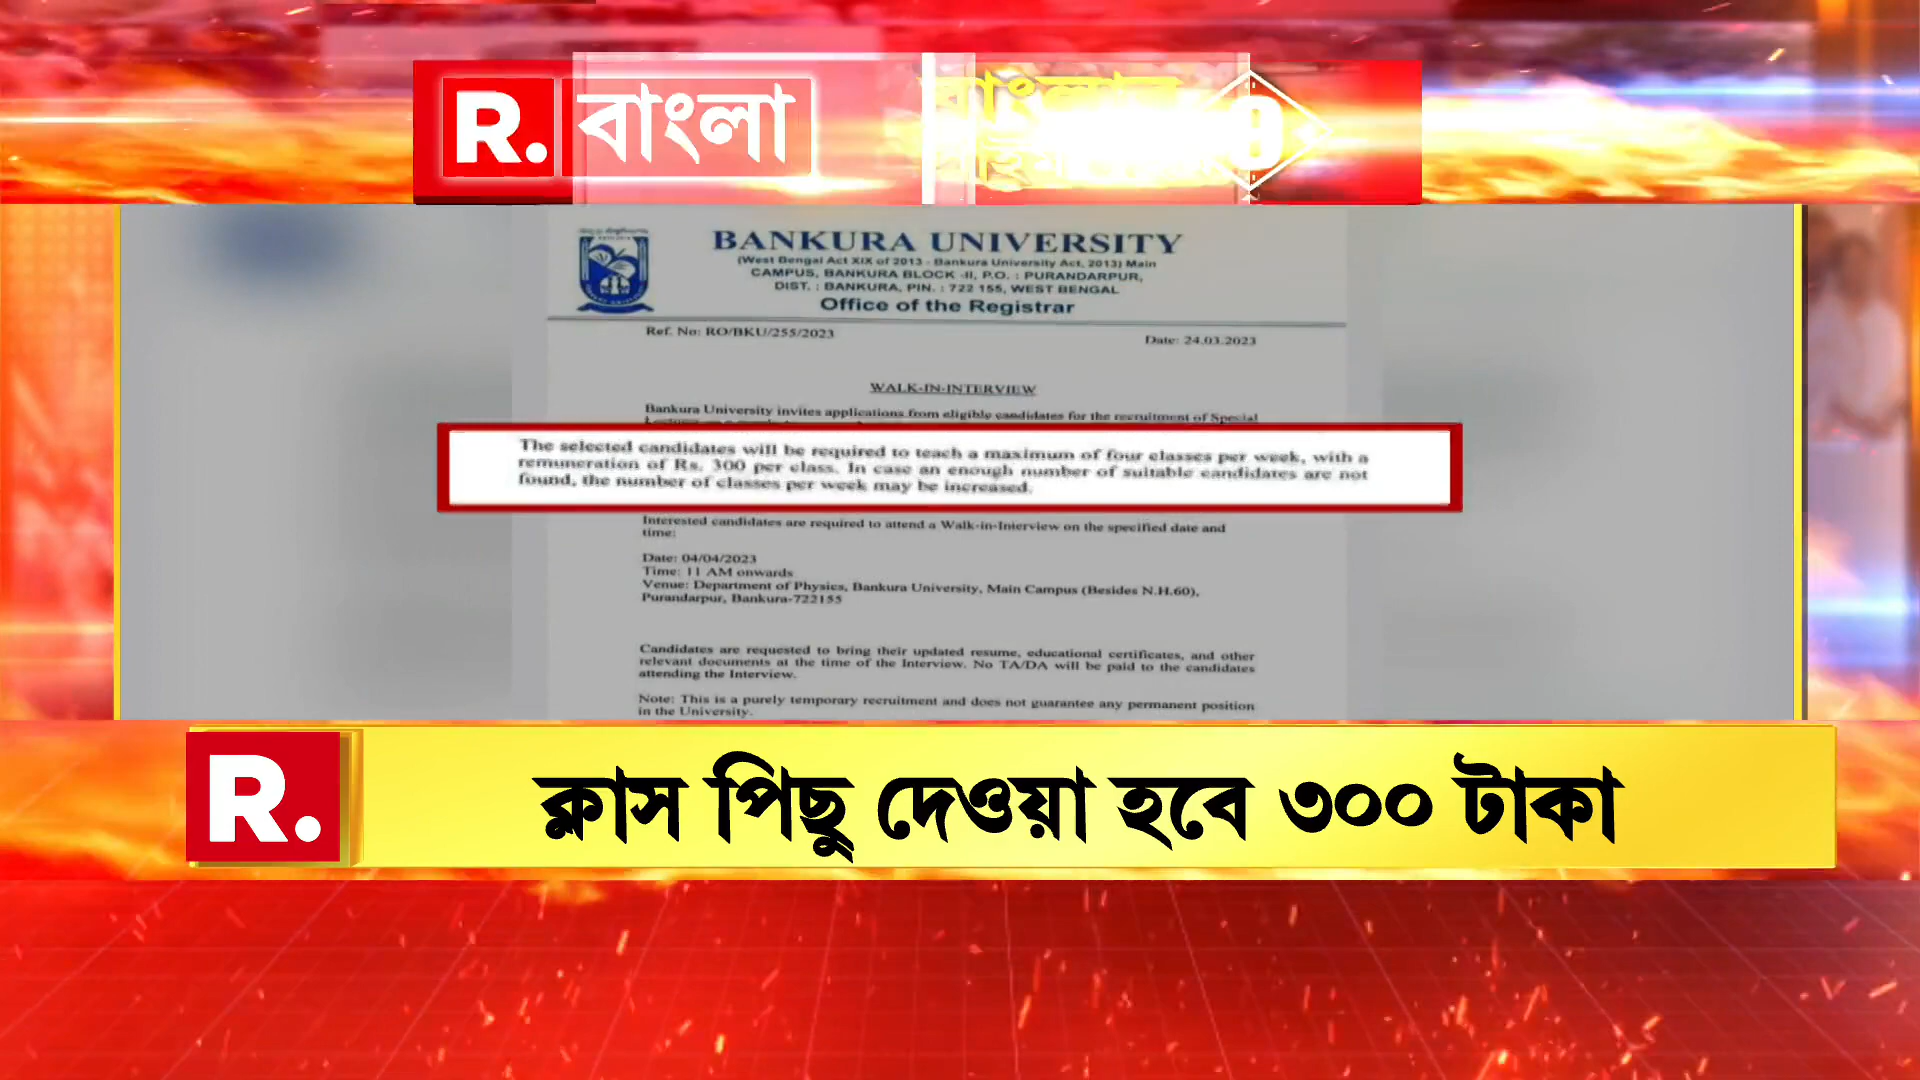 R. বাংলা
BANKURA UNIVERSITY
(West Bengal Act XIX of 2013 - Bankura University Act, 2013) Main
CAMPUS, BANKURA BLOCK -II, P.O. : PURANDARPUR,
DIST. : BANKURA, PIN. : 722 155, WEST BENGAL
Office of the Registrar
Ref. No: RO/BKU/255/2023
Date: 24.03.2023
WALK-IN-INTERVIEW
Bankura University invites applications from eligible candidates for the recruitment of Special
The selected candidates will be required to teach a maximum of four classes per week, with a
remuneration of Rs. 300 per class. In case an enough number of suitable candidates are not
found, the number of classes per week may be increased.
Interested candidates are required to attend a Walk-in-Interview on the specified date and
time:
Date: 04/04/2023
Time: 11 AM onwards
Venue: Department of Physics, Bankura University, Main Campus (Besides N.H.60),
Purandarpur, Bankura-722155
Candidates are requested to bring their updated resume, educational certificates, and other
relevant documents at the time of the Interview. No TA/DA will be paid to the candidates
attending the Interview.
Note: This is a purely temporary recruitment and does not guarantee any permanent position
in the University.
R. ক্লাস পিছু দেওয়া হবে ৩০০ টাকা